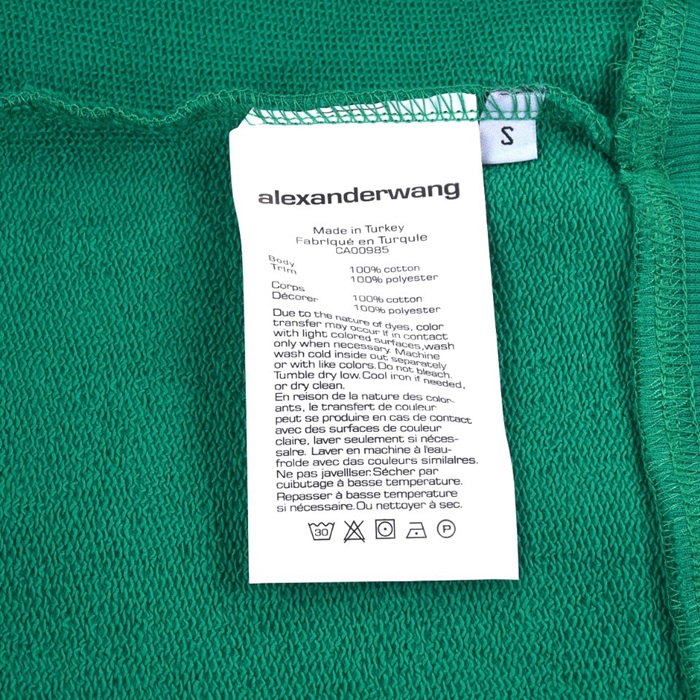 S
alexanderwang
Made in Turkey
Fabriqué en Turquie
CA00985
Body 100% cotton
Trim 100% polyester
Corps 100% cotton
Décorer 100% polyester
Due to the nature of dyes, color
transfer may occur if in contact
with light colored surfaces,wash
only when necessary. Machine
wash cold inside out separately
or with like colors.Do not bleach.
Tumble dry low.Cool iron if needed,
or dry clean.
En reison de la nature des color-
ants, le transfert de couleur
peut se produire en cas de contact
avec des surfaces de couleur
claire, laver seulement si néces-
salre. Laver en machine à l'eau-
froide avec das couleurs similaires.
Ne pas javelliser.Sécher par
cuibutage à basse température.
Repasser à basse température
si nécessaire.Ou nettoyer à sec.
30 P